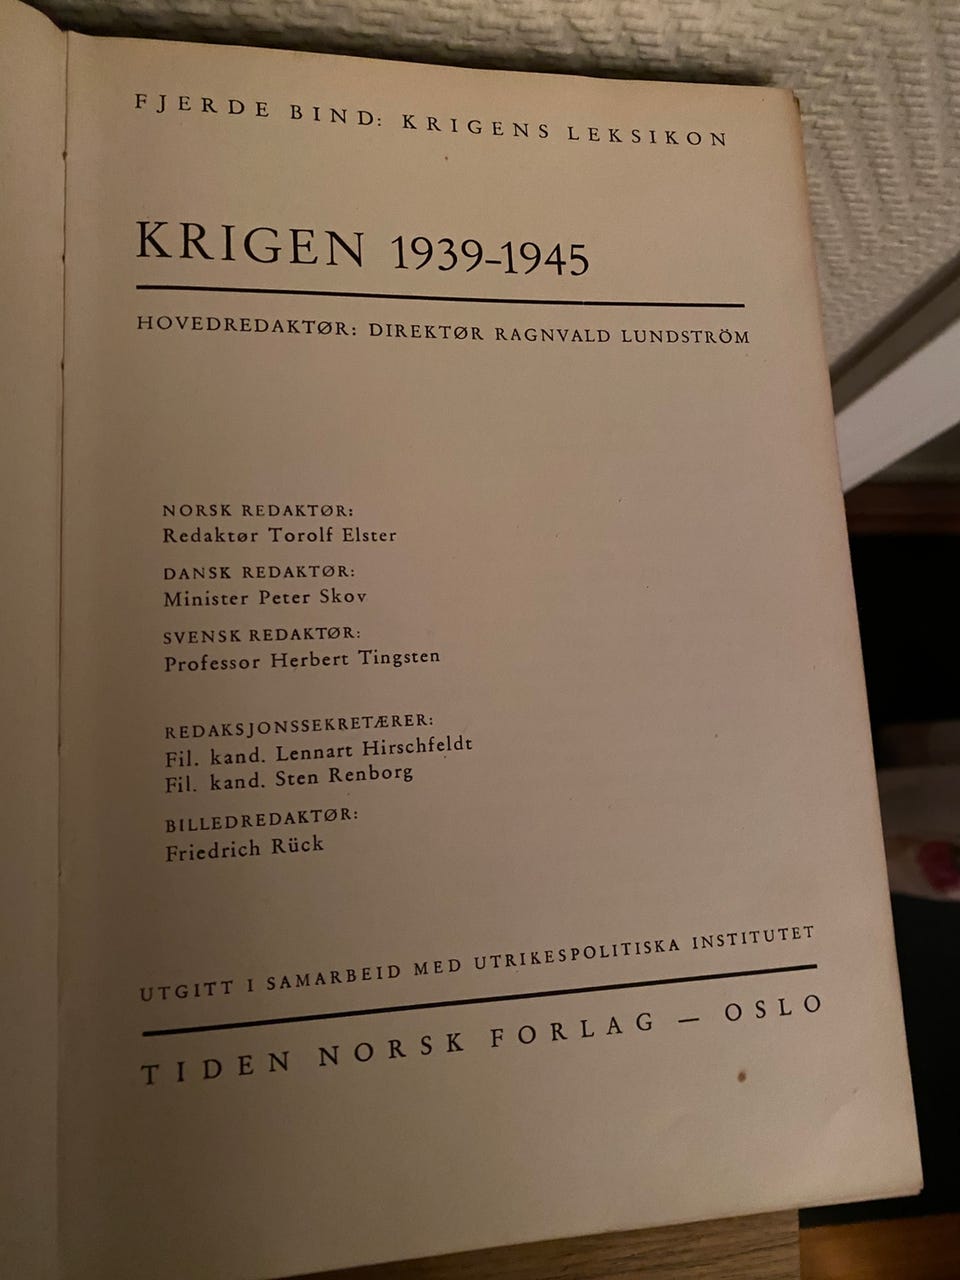 FJERDE BIND: KRIGENS LEKSIKON
KRIGEN 1939-1945
HOVEDREDAKTØR: DIREKTØR RAGNVALD LUNDSTRÖM
NORSK REDAKTØR:
Redaktør Torolf Elster
DANSK REDAKTØR:
Minister Peter Skov
SVENSK REDAKTØR:
Professor Herbert Tingsten
REDAKSJONSSEKRETÆRER:
Fil. kand. Lennart Hirschfeldt
Fil. kand. Sten Renborg
BILLEDREDAKTØR:
Friedrich Rück
UTGITT I SAMARBEID MED UTRIKESPOLITISKA INSTITUTET
TIDEN NORSK FORLAG — OSLO